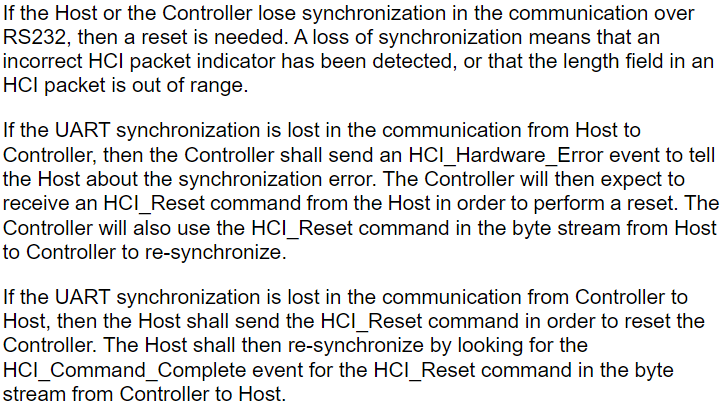 If the Host or the Controller lose synchronization in the communication over
RS232, then a reset is needed. A loss of synchronization means that an
incorrect HCI packet indicator has been detected, or that the length field in an
HCI packet is out of range.
If the UART synchronization is lost in the communication from Host to
Controller, then the Controller shall send an HCI_Hardware_Error event to tell
the Host about the synchronization error. The Controller will then expect to
receive an HCI_Reset command from the Host in order to perform a reset. The
Controller will also use the HCI_Reset command in the byte stream from Host
to Controller to re-synchronize.
If the UART synchronization is lost in the communication from Controller to
Host, then the Host shall send the HCI_Reset command in order to reset the
Controller. The Host shall then re-synchronize by looking for the
HCI_Command_Complete event for the HCI_Reset command in the byte
stream from Controller to Host.